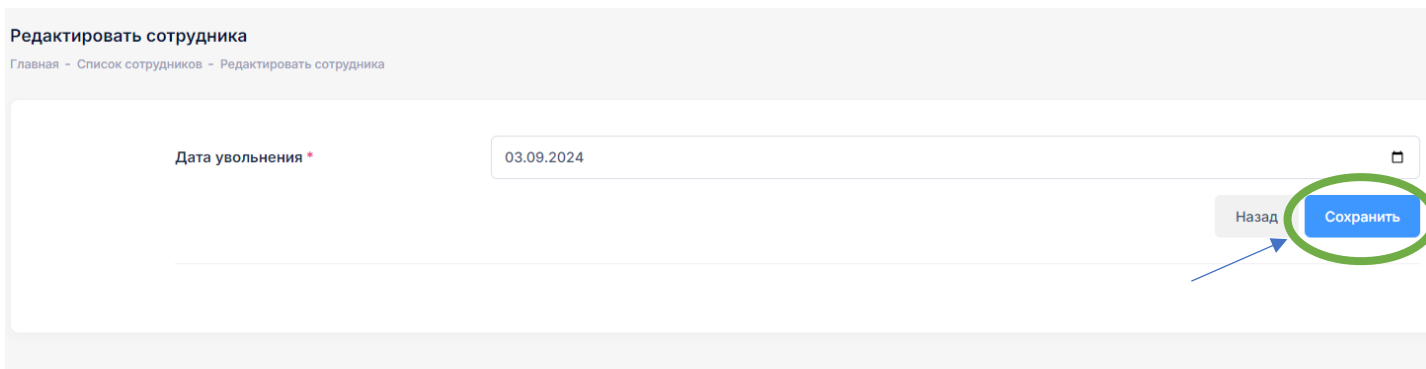 Редактировать сотрудника
Главная - Список сотрудников - Редактировать сотрудника
Дата увольнения * 03.09.2024
Назад Сохранить